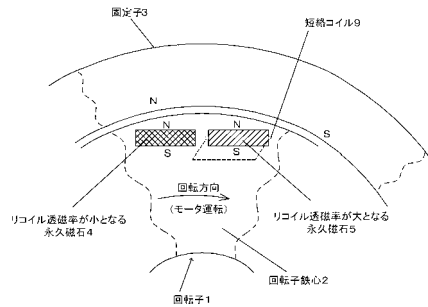 固定子3
短絡コイル9
N
N
N
S
S
S
回転方向
(モータ運転)
リコイル透磁率が小となる
永久磁石4
リコイル透磁率が大となる
永久磁石5
回転子鉄心2
回転子1